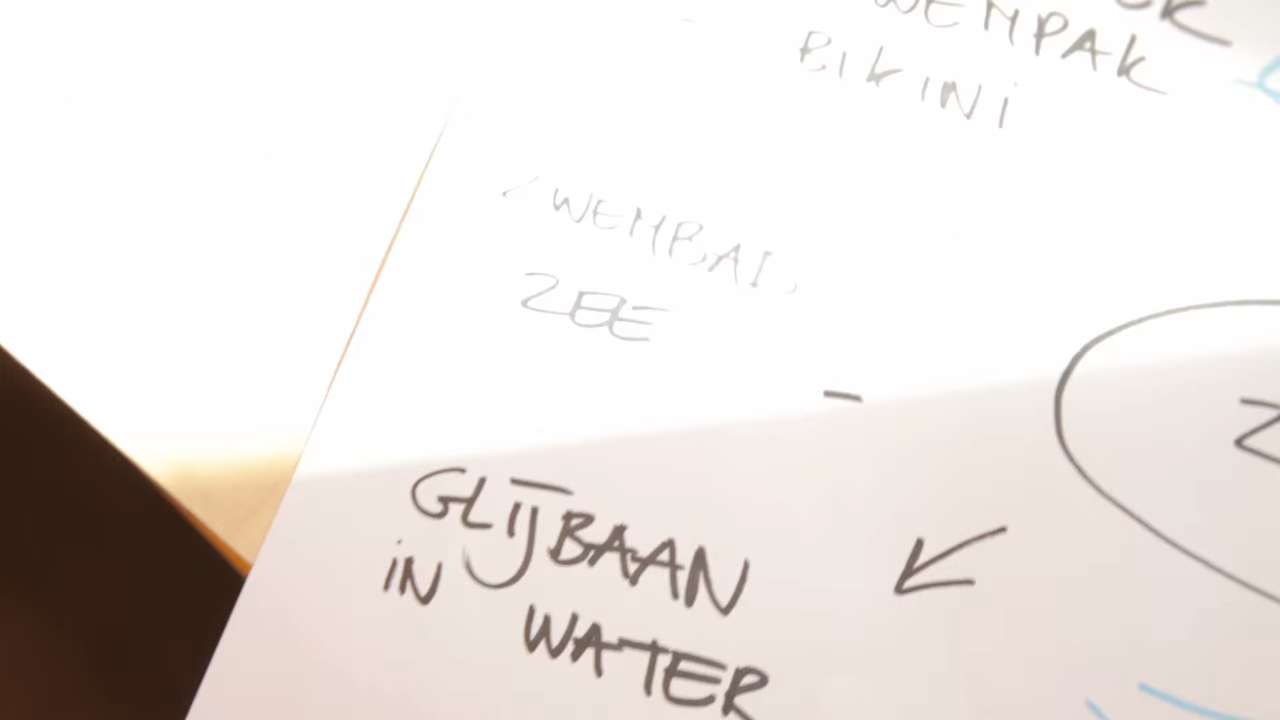 WEMPAK
BIKINI
ZWEMBAD
ZEE
GLIJBAAN
IN WATER